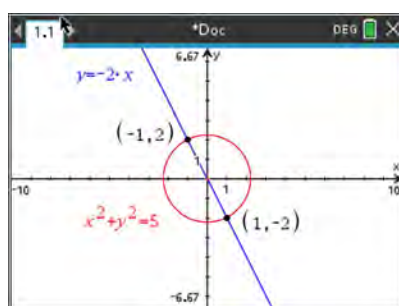 1.1
*Doc
DEG
6.67
y
y=-2·x
(-1,2)
1
x
-10
1
10
x²+y²=5
(1,-2)
-6.67